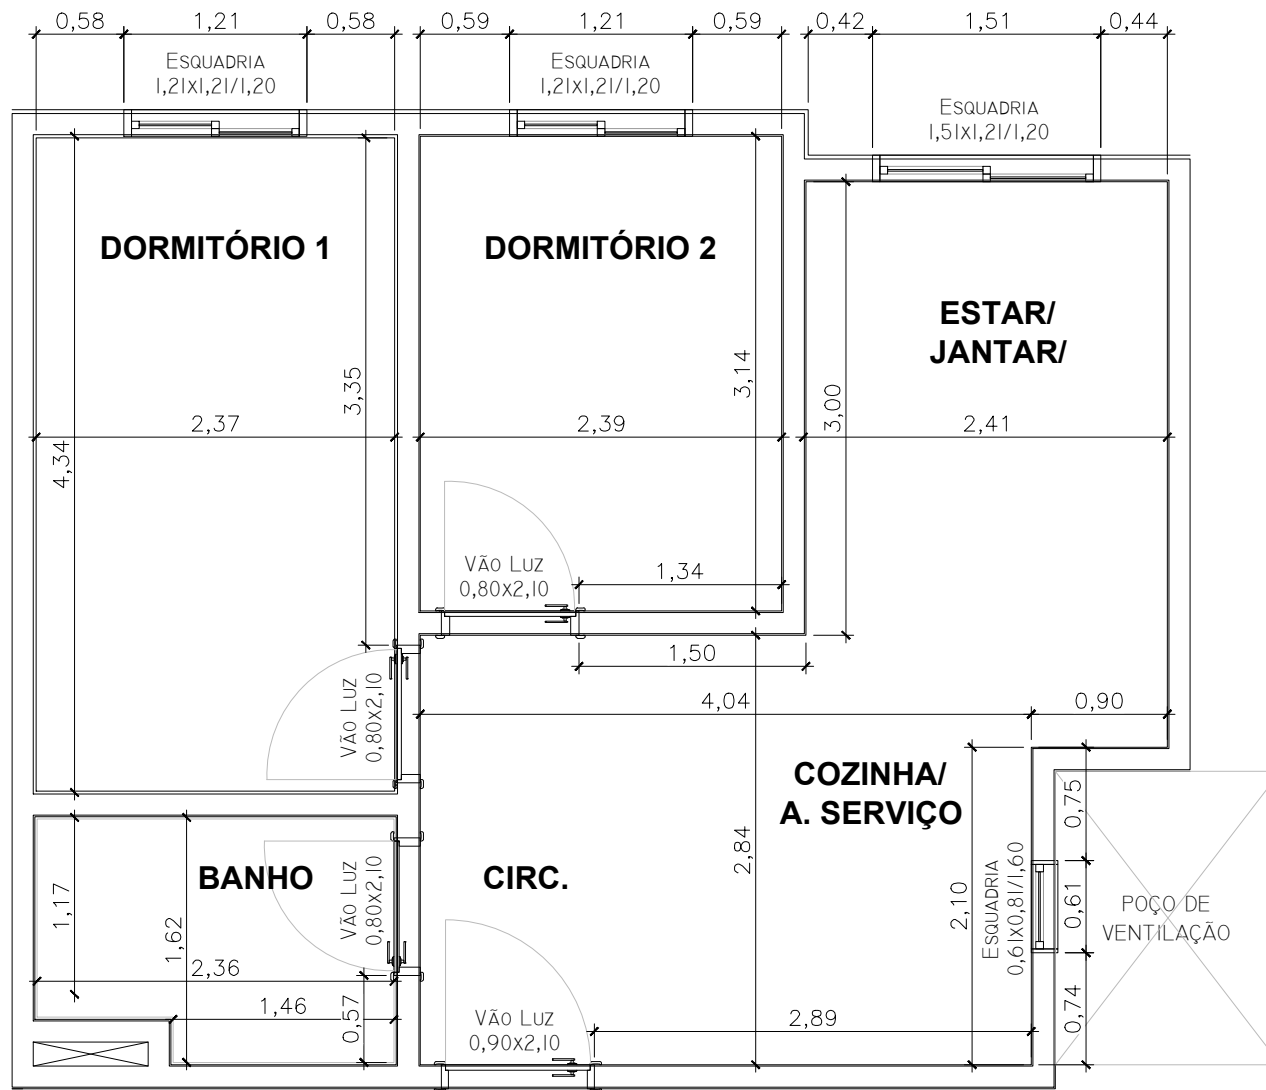 0,58 1,21 0,58 0,59 1,21 0,59 0,42 1,51 0,44
ESQUADRIA
1,21x1,21/1,20
ESQUADRIA
1,21x1,21/1,20
ESQUADRIA
1,51x1,21/1,20
DORMITÓRIO 1
DORMITÓRIO 2
ESTAR/
JANTAR/
3,35
3,14
3,00
2,37
2,39
2,41
4,34
VÃO LUZ
0,80x2,10
1,34
1,50
VÃO LUZ
0,80x2,10
4,04
0,90
COZINHA/
A. SERVIÇO
0,75
2,84
BANHO
CIRC.
VÃO LUZ
0,80x2,10
1,17
1,62
2,10
ESQUADRIA
0,61x0,81/1,60
0,61
POÇO DE
VENTILAÇÃO
2,36
1,46
0,57
VÃO LUZ
0,90x2,10
2,89
0,74